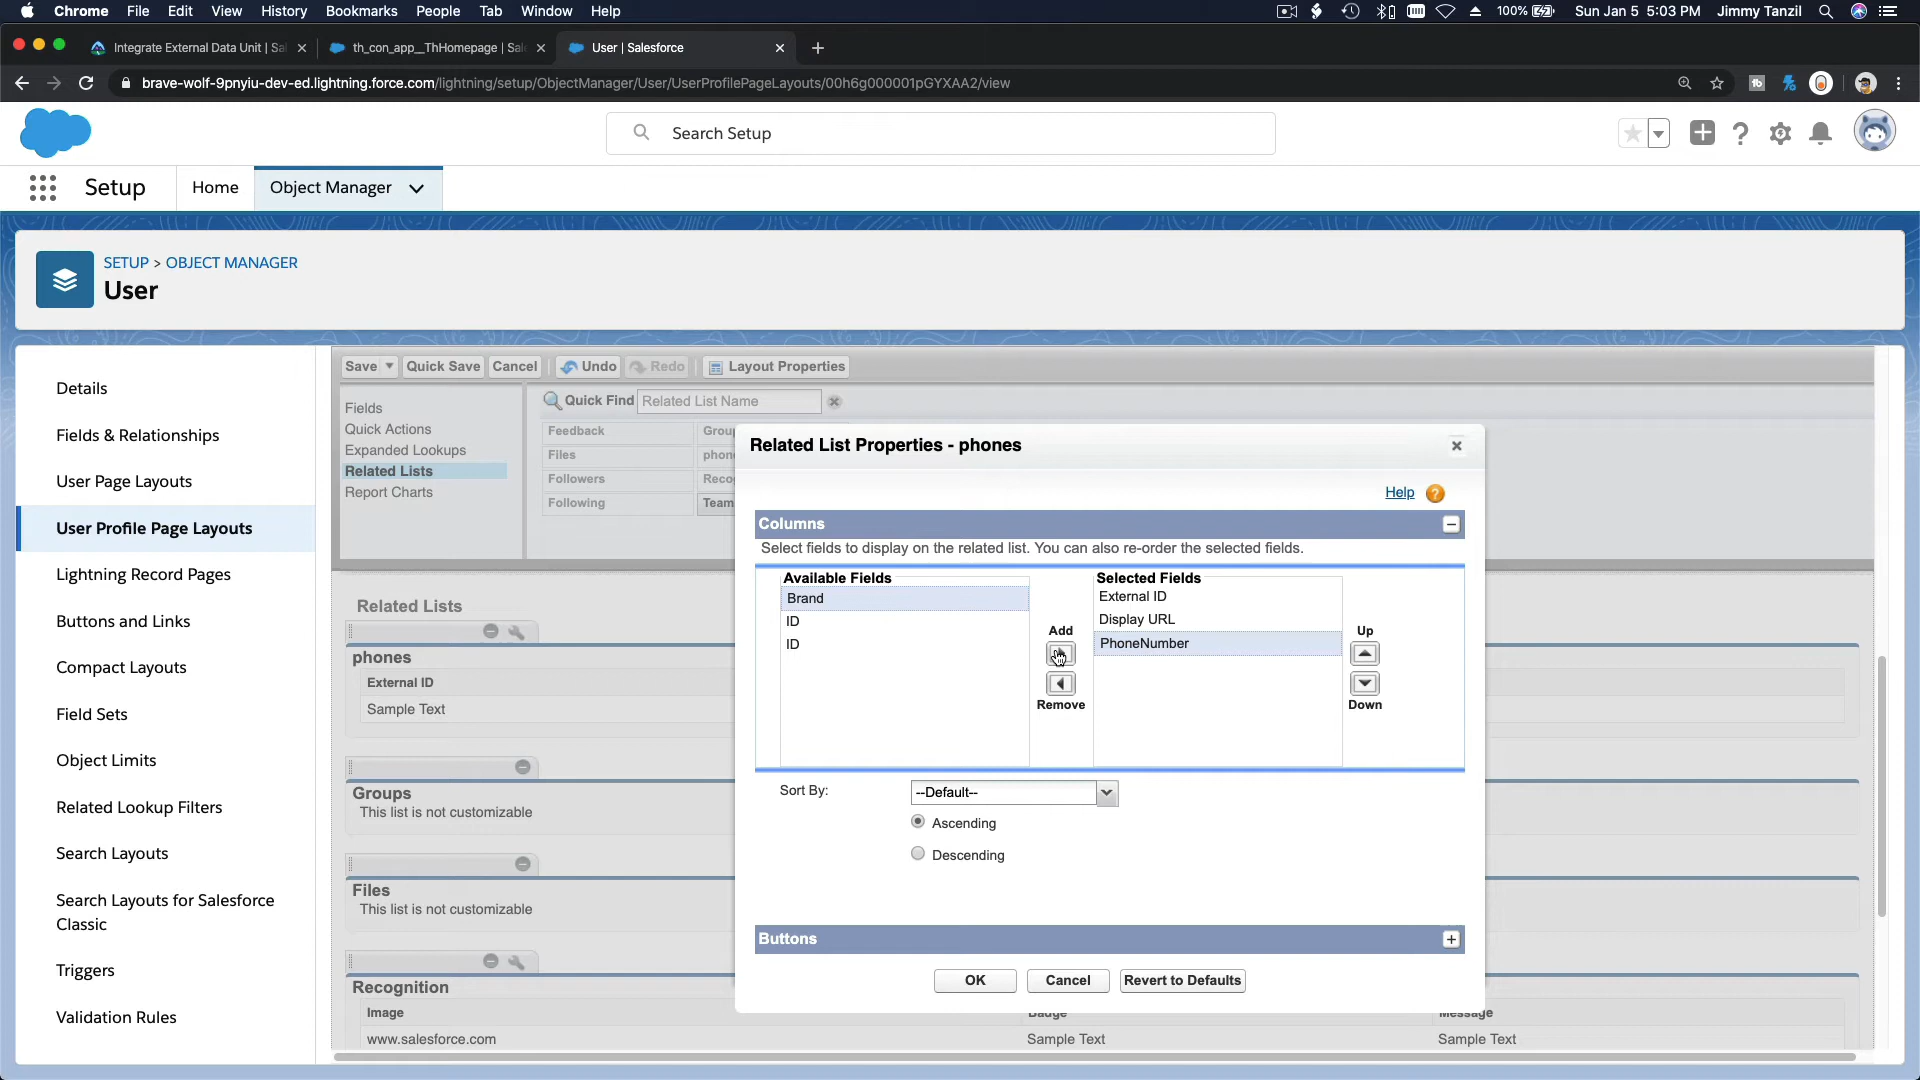 Chrome File Edit View History Bookmarks People Tab Window Help 100% Sun Jan 5 5:03 PM Jimmy Tanzil
Integrate External Data Unit | Sa
th_con_app__ThHomepage | Sal
User | Salesforce
brave-wolf-9pnyiu-dev-ed.lightning.force.com/lightning/setup/ObjectManager/User/UserProfilePageLayouts/00h6g000001pGYXAA2/view
Search Setup
Setup
Home
Object Manager
SETUP > OBJECT MANAGER
User
Details
Fields & Relationships
User Page Layouts
User Profile Page Layouts
Lightning Record Pages
Buttons and Links
Compact Layouts
Field Sets
Object Limits
Related Lookup Filters
Search Layouts
Search Layouts for Salesforce
Classic
Triggers
Validation Rules
Save Quick Save Cancel Undo Redo Layout Properties
Fields
Quick Actions
Expanded Lookups
Related Lists
Report Charts
Quick Find Related List Name
Feedback
Files
Followers
Following
Grou
phon
Reco
Team
Related Lists
phones
External ID
Sample Text
Groups
This list is not customizable
Files
This list is not customizable
Recognition
Image
Message
www.salesforce.com
Sample Text
Sample Text
Related List Properties - phones
Help
Columns
Select fields to display on the related list. You can also re-order the selected fields.
Available Fields
Brand
ID
ID
Add
Remove
Selected Fields
External ID
Display URL
PhoneNumber
Up
Down
Sort By:
--Default--
Ascending
Descending
Buttons
OK Cancel Revert to Defaults